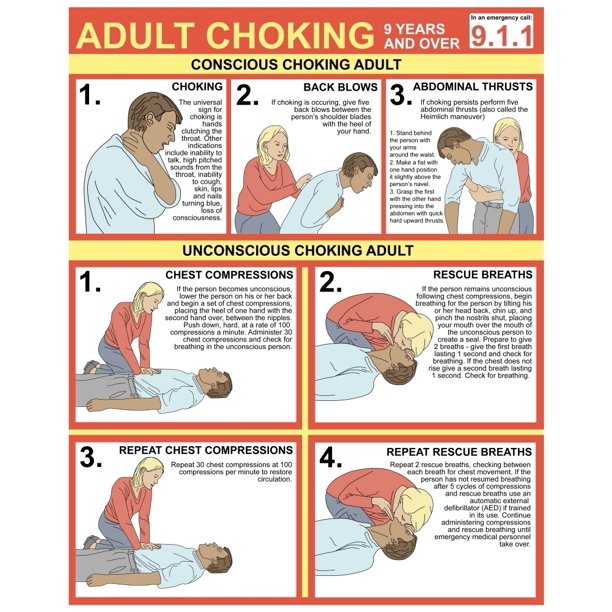 ADULT CHOKING
9 YEARS
AND OVER
In an emergency call:
9.1.1
CONSCIOUS CHOKING ADULT
1.
CHOKING
The universal
sign for
choking is
hands
clutching the
throat. Other
indications
include inability to
talk, high pitched
sounds from the
throat, inability
to cough,
skin, lips
and nails
turning blue,
loss of
consciousness.
2.
BACK BLOWS
If choking is occuring, give five
back blows between the
person's shoulder blades
with the heel of
your hand.
3.
ABDOMINAL THRUSTS
If choking persists perform five
abdominal thrusts (also called the
Heimlich maneuver)
1. Stand behind
the person with
your arms
around the waist.
2. Make a fist with
one hand position
it slightly above the
person's navel.
3. Grasp the first
with the other hand
pressing into the
abdomen with quick
hard upward thrusts.
UNCONSCIOUS CHOKING ADULT
1.
CHEST COMPRESSIONS
If the person becomes unconscious,
lower the person on his or her back
and begin a set of chest compressions,
placing the heel of one hand with the
second hand over, between the nipples.
Push down, hard, at a rate of 100
compressions a minute. Administer 30
chest compressions and check for
breathing in the unconscious person.
2.
RESCUE BREATHS
If the person remains unconscious
following chest compressions, begin
breathing for the person by tilting his
or her head back, chin up, and
pinch the nostrils shut, placing
your mouth over the mouth of
the unconscious person to
create a seal. Prepare to give
2 breaths - give the first breath
lasting 1 second and check for
breathing. If the chest does not
rise give a second breath lasting
1 second. Check for breathing.
3.
REPEAT CHEST COMPRESSIONS
Repeat 30 chest compressions at 100
compressions per minute to restore
circulation.
4.
REPEAT RESCUE BREATHS
Repeat 2 rescue breaths, checking between
each breath for chest movement. If the
person has not resumed breathing
after 5 cycles of compressions
and rescue breaths use an
automatic external
defibrillator (AED) if trained
in its use. Continue
administering compressions
and rescue breathing until
emergency medical personnel
take over.